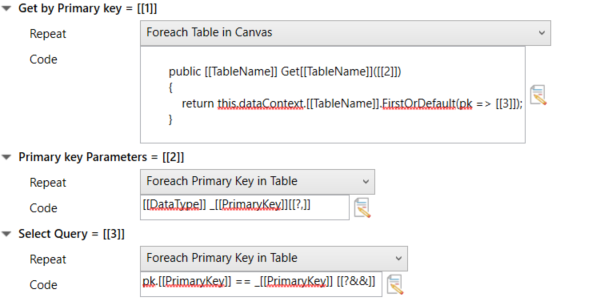 Get by Primary key = [[1]]
Repeat Foreach Table in Canvas
Code
public [[TableName]] Get[[TableName]]([[2]])
{
return this.dataContext.[[TableName]].FirstOrDefault(pk => [[3]]);
}
Primary key Parameters = [[2]]
Repeat Foreach Primary Key in Table
Code [[DataType]] _[[PrimaryKey]][[?,]]
Select Query = [[3]]
Repeat Foreach Primary Key in Table
Code pk.[[PrimaryKey]] == _[[PrimaryKey]] [[?&&]]